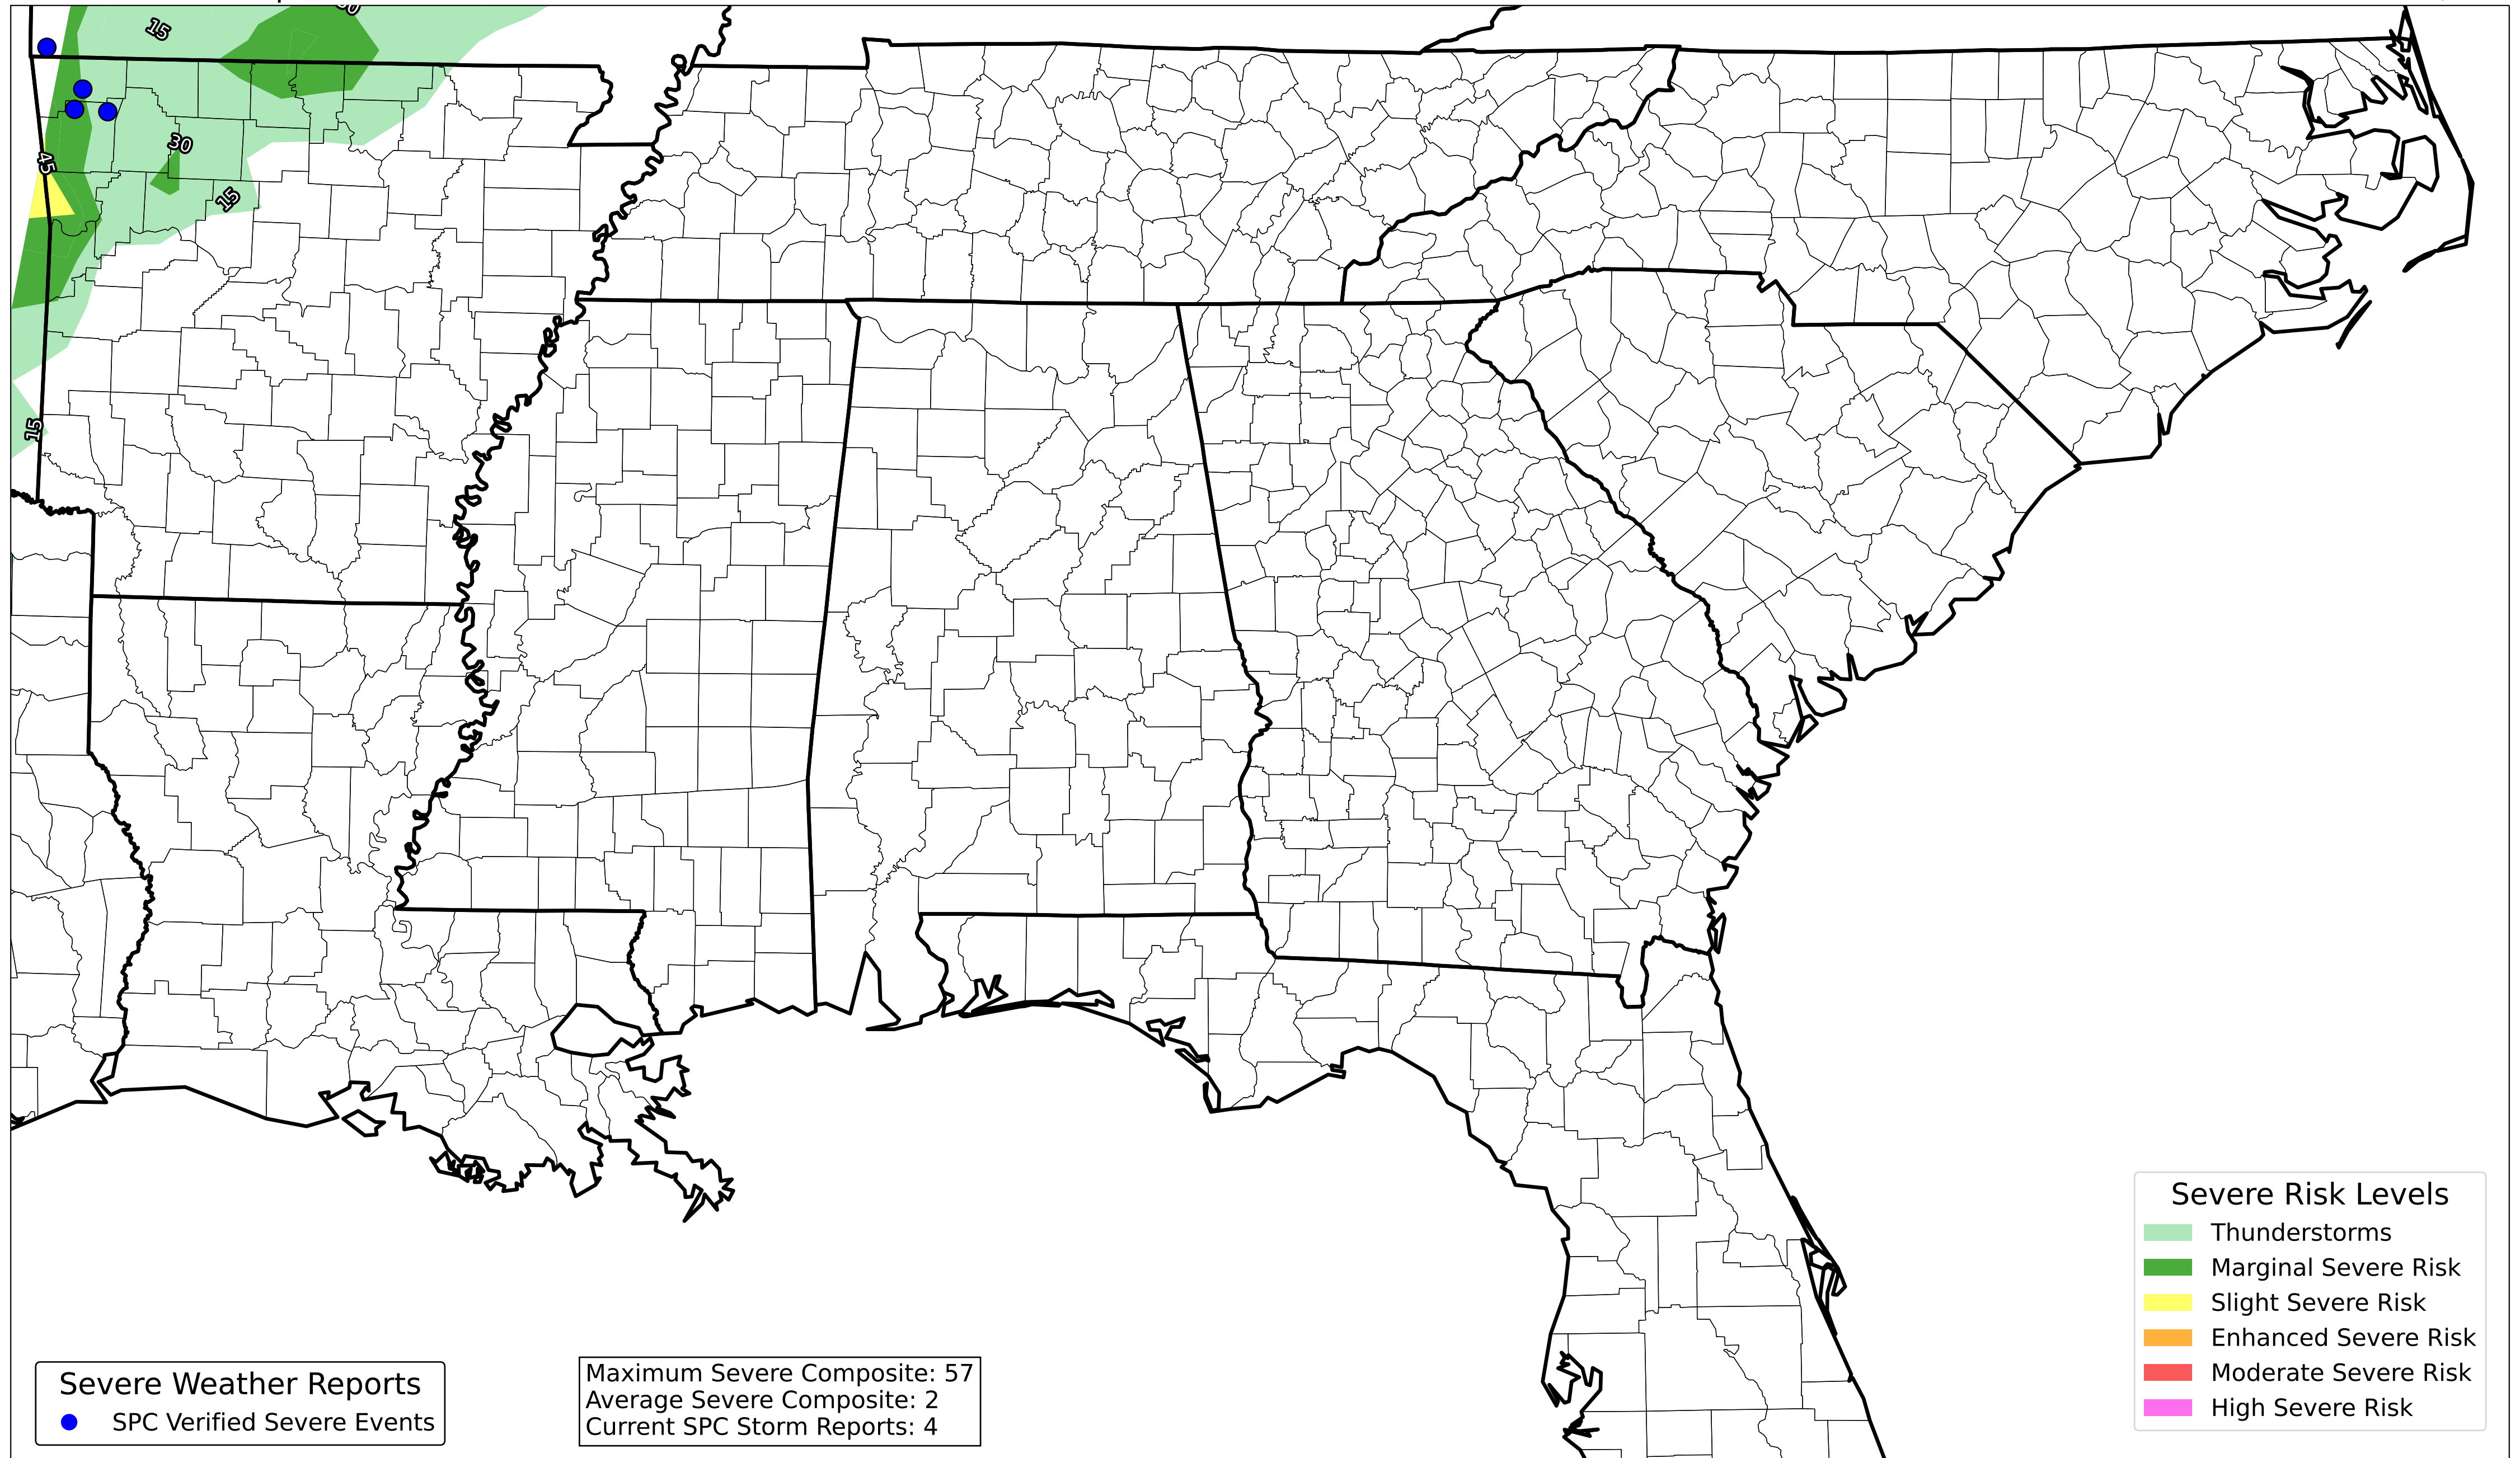 15
45
30
15
15
Severe Risk Levels
Thunderstorms
Marginal Severe Risk
Slight Severe Risk
Enhanced Severe Risk
Moderate Severe Risk
High Severe Risk
Severe Weather Reports
SPC Verified Severe Events
Maximum Severe Composite: 57
Average Severe Composite: 2
Current SPC Storm Reports: 4